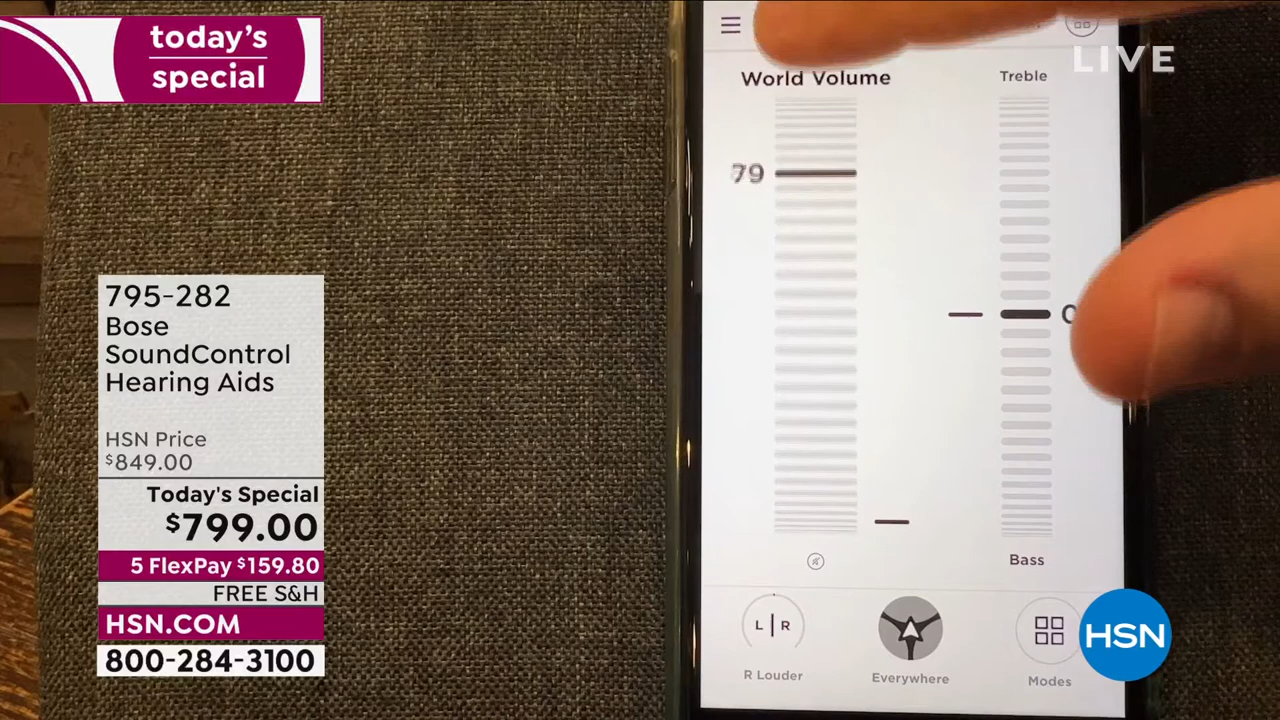 today's
special
LIVE
World Volume
Treble
79
795-282
Bose
SoundControl
Hearing Aids
HSN Price
$849.00
Today's Special
$799.00
5 FlexPay $159.80
FREE S&H
HSN.COM
800-284-3100
Bass
L | R
R Louder
Everywhere
Modes
HSN